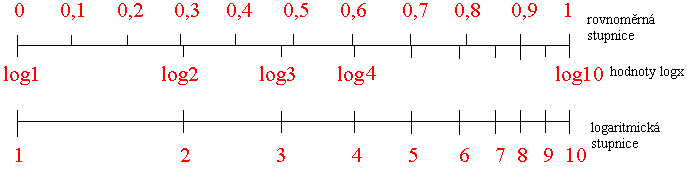 0 0,1 0,2 0,3 0,4 0,5 0,6 0,7 0,8 0,9 1
rovnoměrná
stupnice
log1 log2 log3 log4 log10
hodnoty logx
logaritmická
stupnice
1 2 3 4 5 6 7 8 9 10